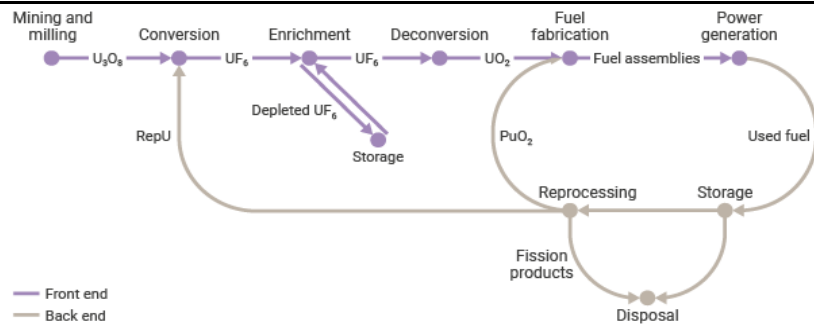 Mining and
milling
Conversion
Enrichment
Deconversion
Fuel
fabrication
Power
generation
U₃O₈
UF₆
UF₆
UO₂
Fuel assemblies
Depleted UF₆
Storage
RepU
PuO₂
Used fuel
Reprocessing
Storage
Fission
products
Disposal
Front end
Back end